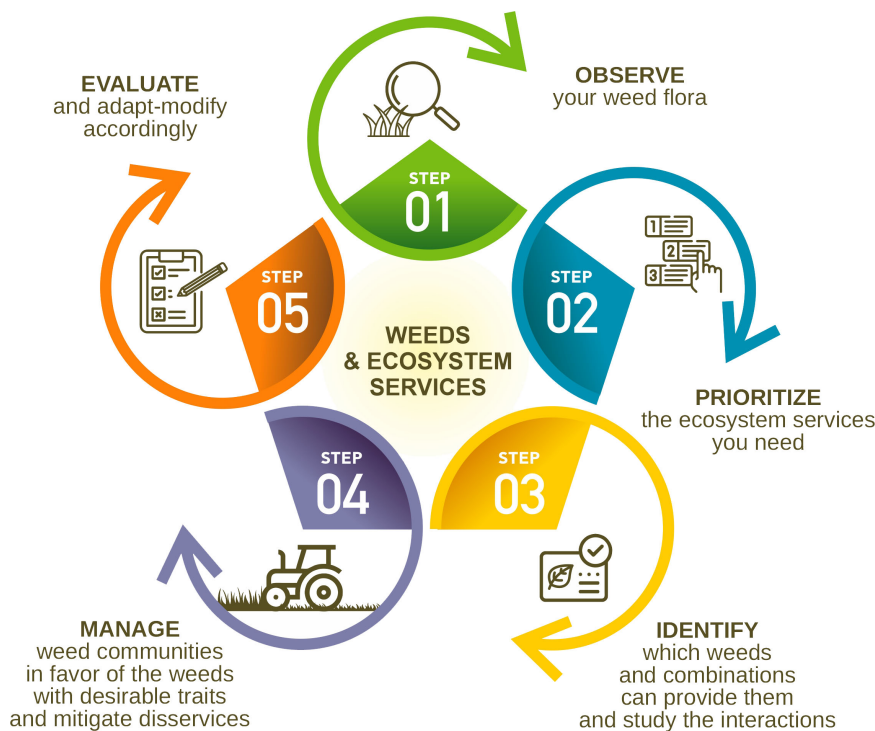 WEEDS
& ECOSYSTEM
SERVICES
STEP
01
OBSERVE
your weed flora
STEP
02
1
2
3
PRIORITIZE
the ecosystem services
you need
STEP
03
IDENTIFY
which weeds
and combinations
can provide them
and study the interactions
STEP
04
MANAGE
weed communities
in favor of the weeds
with desirable traits
and mitigate disservices
STEP
05
EVALUATE
and adapt-modify
accordingly